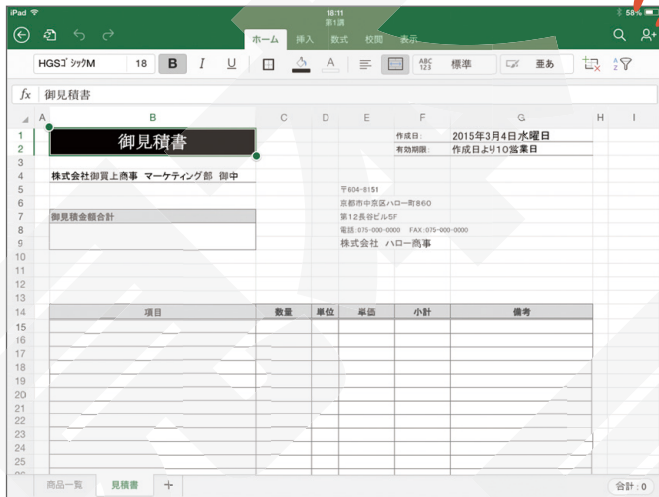 iPad
18:11
58%
第1講
ホーム 挿入 数式 校閲 表示
HGSゴシックM 18 B I U A ABC 123 標準 亜あ
fx 御見積書
A B C D E F G H I
1 御見積書 作成日: 2015年3月4日水曜日
2 有効期限: 作成日より10営業日
3
4 株式会社御買上商事 マーケティング部 御中
5 〒604-8151
6 京都市中京区ハロー町860
7 御見積金額合計 第12長谷ビル5F
8 電話:075-000-0000 FAX:075-000-0000
9 株式会社 ハロー商事
10
11
12
13
14 項目 数量 単位 単価 小計 備考
15
16
17
18
19
20
21
22
23
24
25
商品一覧 見積書 + 合計:0